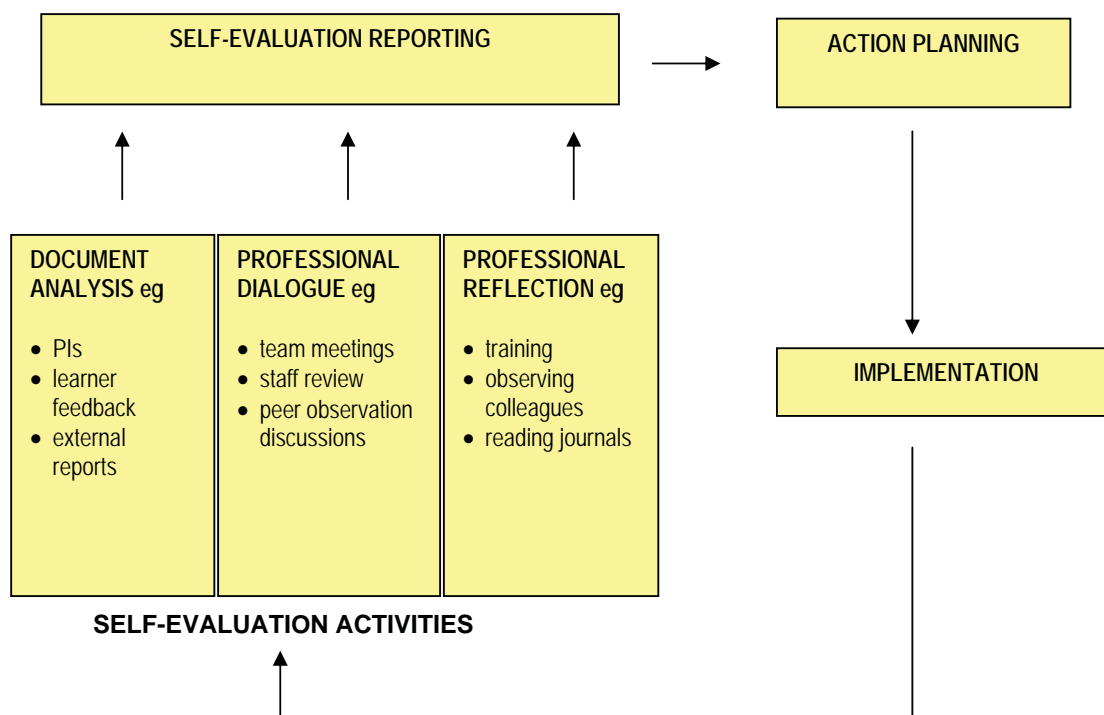 SELF-EVALUATION REPORTING
ACTION PLANNING
DOCUMENT
ANALYSIS eg
• PIs
• learner
feedback
• external
reports
PROFESSIONAL
DIALOGUE eg
• team meetings
• staff review
• peer observation
discussions
PROFESSIONAL
REFLECTION eg
• training
• observing
colleagues
• reading journals
IMPLEMENTATION
SELF-EVALUATION ACTIVITIES